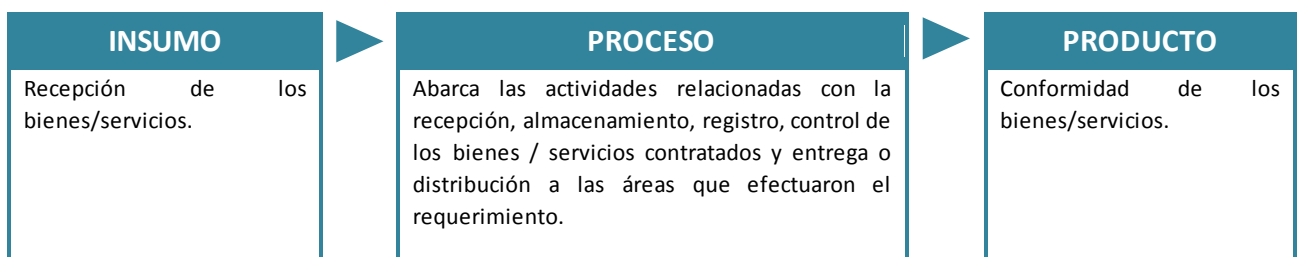 INSUMO
Recepción de los
bienes/servicios.
PROCESO
Abarca las actividades relacionadas con la
recepción, almacenamiento, registro, control de
los bienes / servicios contratados y entrega o
distribución a las áreas que efectuaron el
requerimiento.
PRODUCTO
Conformidad de los
bienes/servicios.